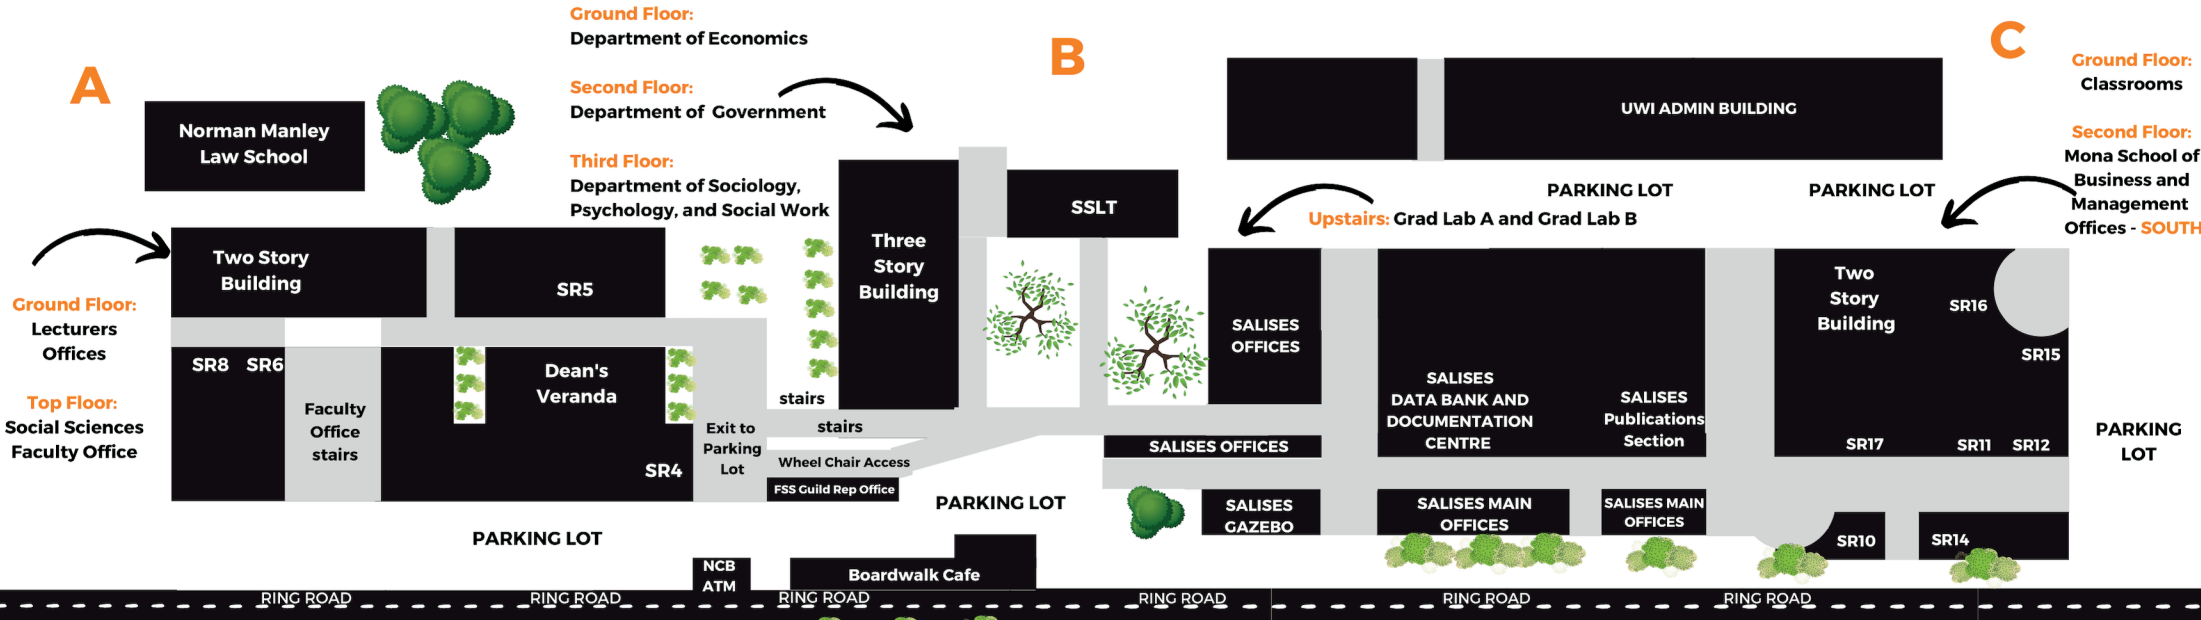 A
Norman Manley
Law School
Two Story
Building
Ground Floor:
Lecturers
Offices
Top Floor:
Social Sciences
Faculty Office
SR8
SR6
Faculty
Office
stairs
SR5
Dean's
Veranda
SR4
Exit to
Parking
Lot
PARKING LOT
Ground Floor:
Department of Economics
Second Floor:
Department of Government
Third Floor:
Department of Sociology,
Psychology, and Social Work
Three
Story
Building
stairs
stairs
Wheel Chair Access
FSS Guild Rep Office
NCB
ATM
Boardwalk Cafe
PARKING LOT
B
SSLT
UWI ADMIN BUILDING
PARKING LOT
PARKING LOT
Upstairs: Grad Lab A and Grad Lab B
SALISES
OFFICES
SALISES OFFICES
SALISES
GAZEBO
SALISES
DATA BANK AND
DOCUMENTATION
CENTRE
SALISES
Publications
Section
SALISES MAIN
OFFICES
SALISES MAIN
OFFICES
C
Ground Floor:
Classrooms
Second Floor:
Mona School of
Business and
Management
Offices - SOUTH
Two
Story
Building
SR16
SR15
SR17
SR11
SR12
SR10
SR14
PARKING
LOT
RING ROAD
RING ROAD
RING ROAD
RING ROAD
RING ROAD
RING ROAD